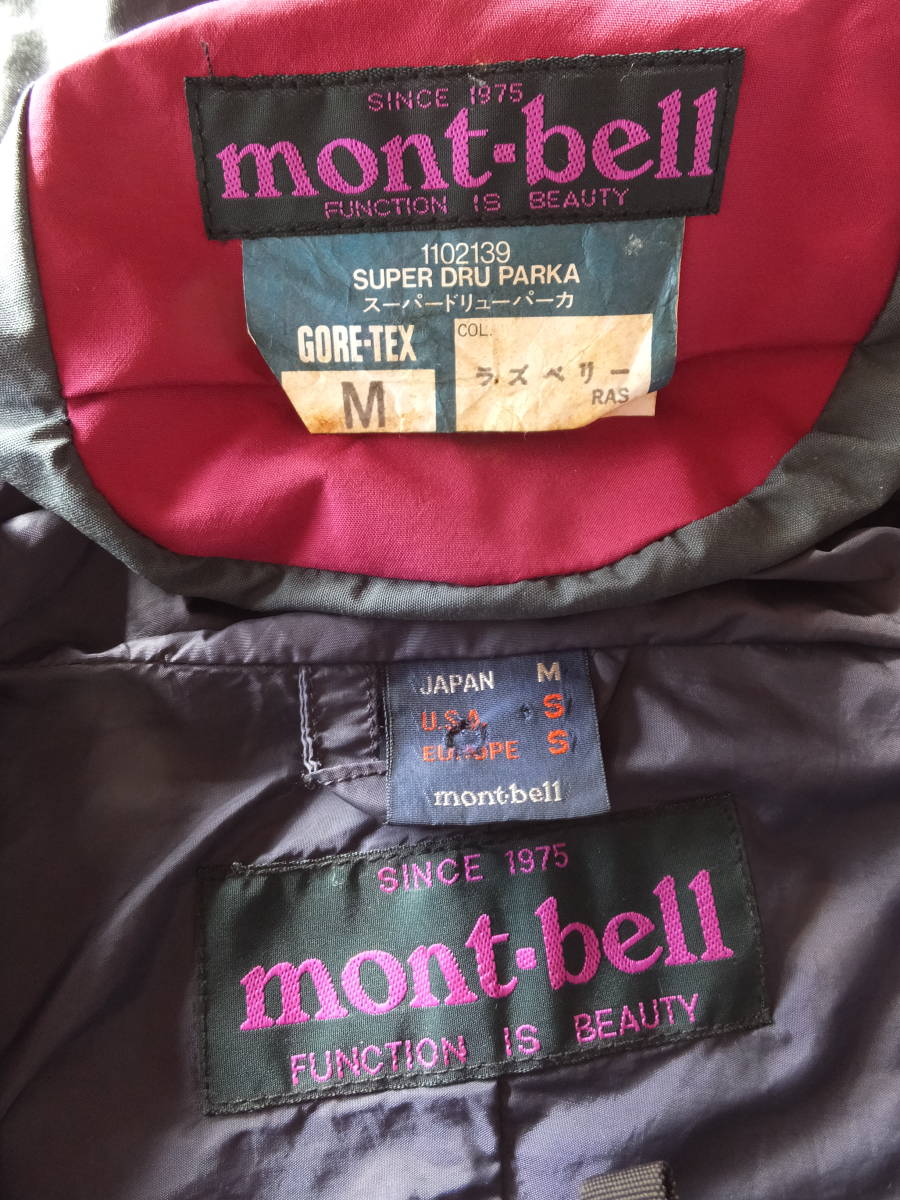 SINCE 1975
mont-bell
FUNCTION IS BEAUTY
1102139
SUPER DRU PARKA
スーパードリューパーカ
GORE-TEX
COL.
M
ラズベリー
RAS
JAPAN M
U.S.A. S
EUROPE S
mont-bell
SINCE 1975
mont-bell
FUNCTION IS BEAUTY